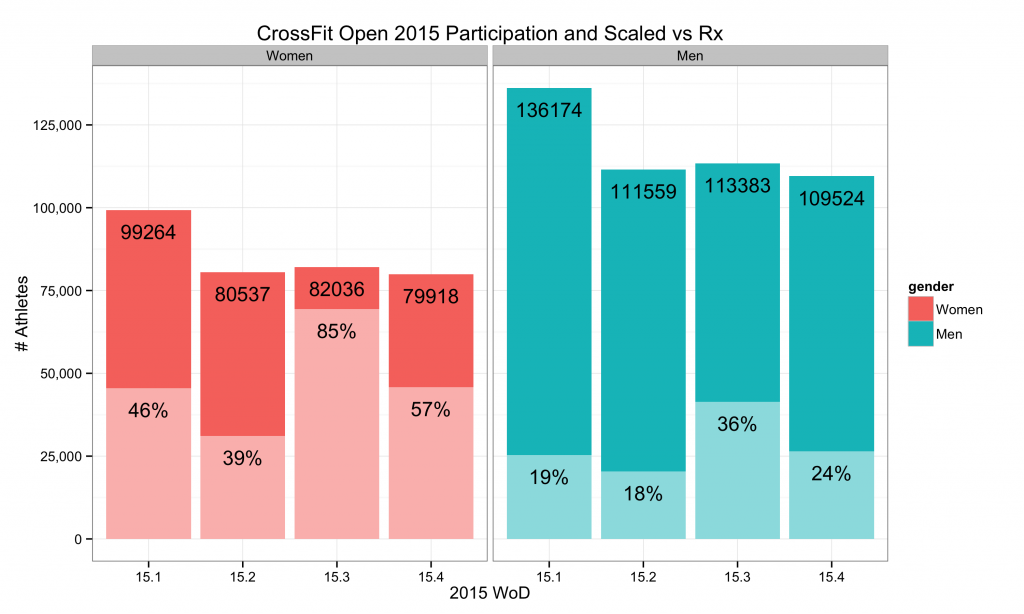 CrossFit Open 2015 Participation and Scaled vs Rx
Women
Men
# Athletes
125,000
100,000
75,000
50,000
25,000
0
99264
80537
82036
79918
46%
39%
85%
57%
136174
111559
113383
109524
19%
18%
36%
24%
15.1 15.2 15.3 15.4
15.1 15.2 15.3 15.4
2015 WoD
gender
Women
Men